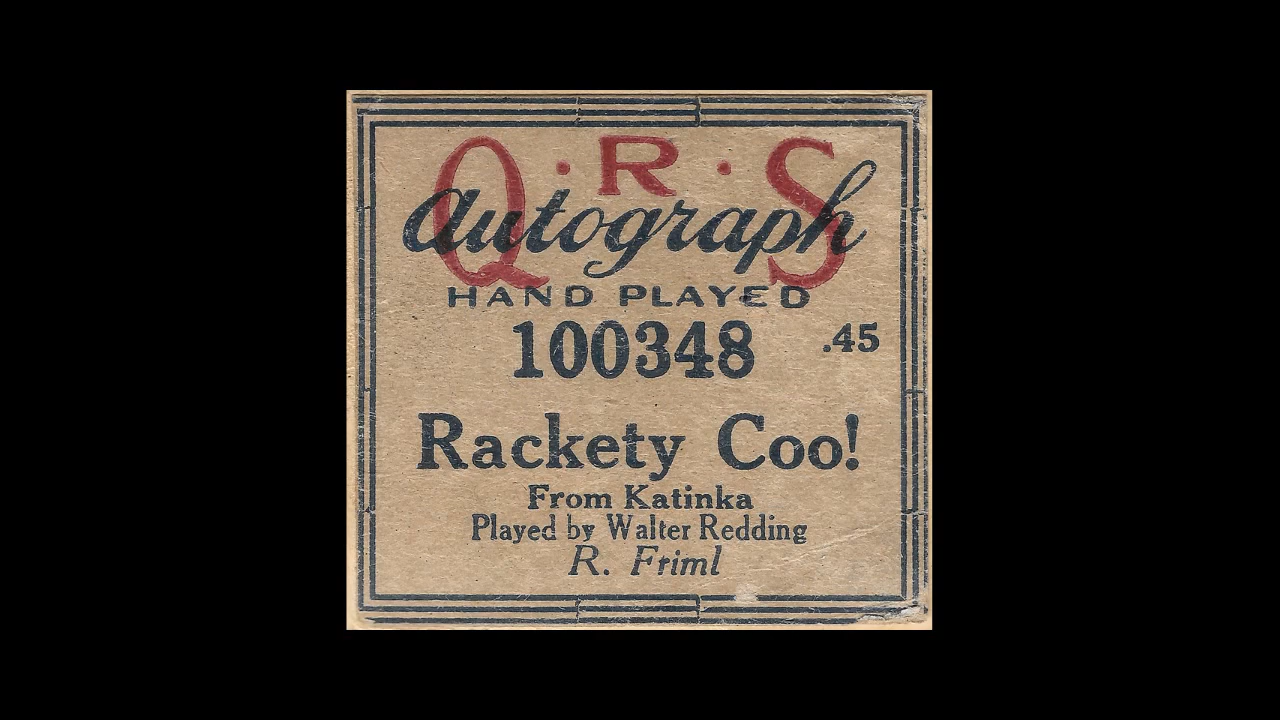 Q·R·S
autograph
HAND PLAYED
100348 .45
Rackety Coo!
From Katinka
Played by Walter Redding
R. Friml